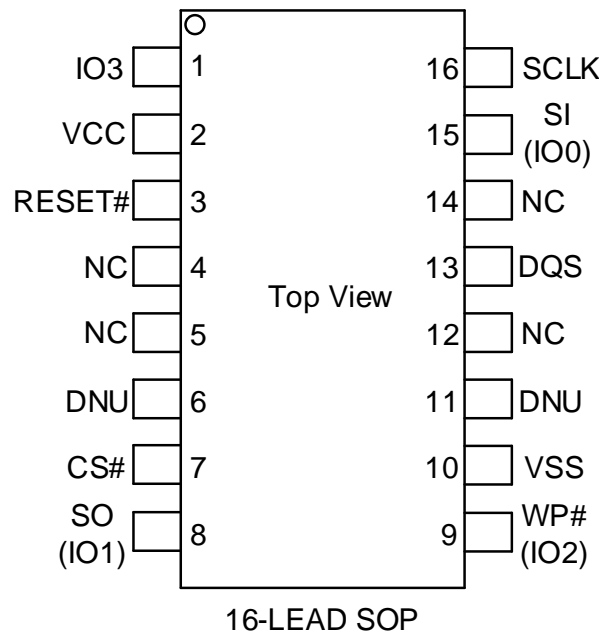 IO3 1 16 SCLK
VCC 2 15 SI
(IO0)
RESET# 3 14 NC
NC 4 13 DQS
Top View
NC 5 12 NC
DNU 6 11 DNU
CS# 7 10 VSS
SO
(IO1) 8 9 WP#
(IO2)
16-LEAD SOP